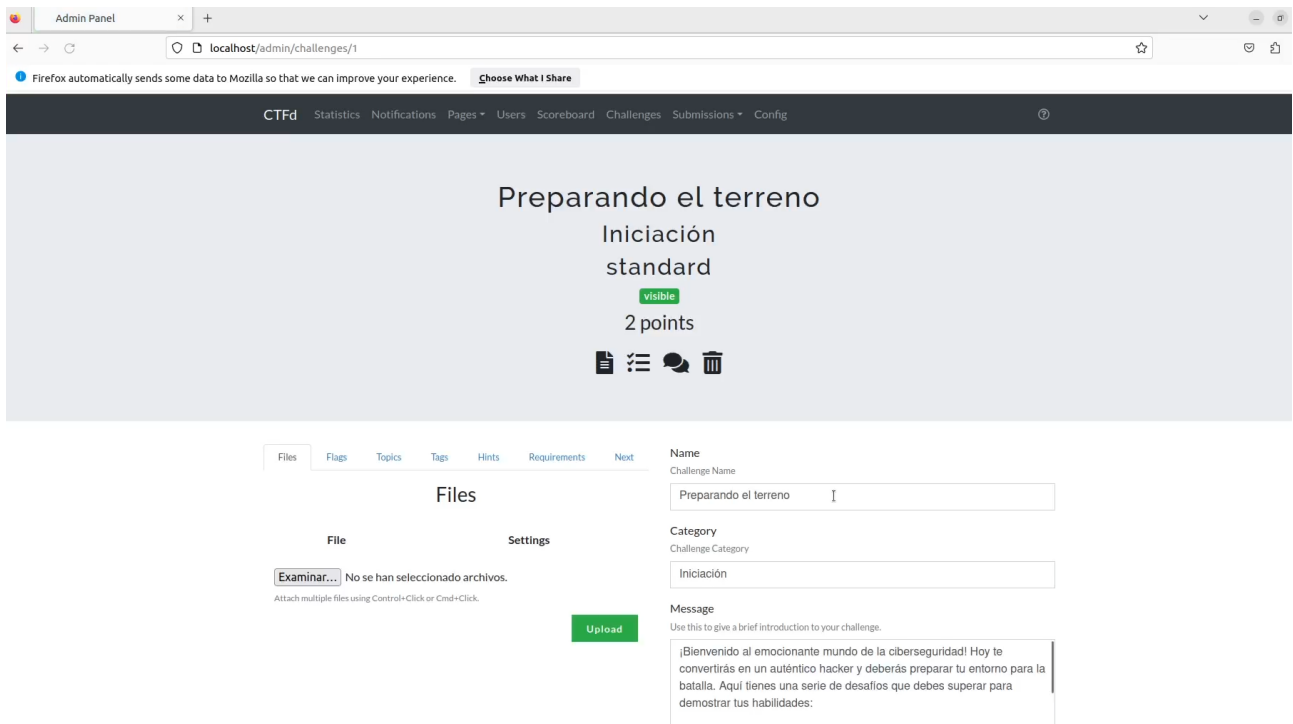 Admin Panel
localhost/admin/challenges/1
Firefox automatically sends some data to Mozilla so that we can improve your experience. Choose What I Share
CTFd Statistics Notifications Pages Users Scoreboard Challenges Submissions Config
Preparando el terreno
Iniciación
standard
visible
2 points
Files Flags Topics Tags Hints Requirements Next
Files
File Settings
Examinar... No se han seleccionado archivos.
Attach multiple files using Control+Click or Cmd+Click.
Upload
Name
Challenge Name
Preparando el terreno
Category
Challenge Category
Iniciación
Message
Use this to give a brief introduction to your challenge.
¡Bienvenido al emocionante mundo de la ciberseguridad! Hoy te
convertirás en un auténtico hacker y deberás preparar tu entorno para la
batalla. Aquí tienes una serie de desafíos que debes superar para
demostrar tus habilidades: